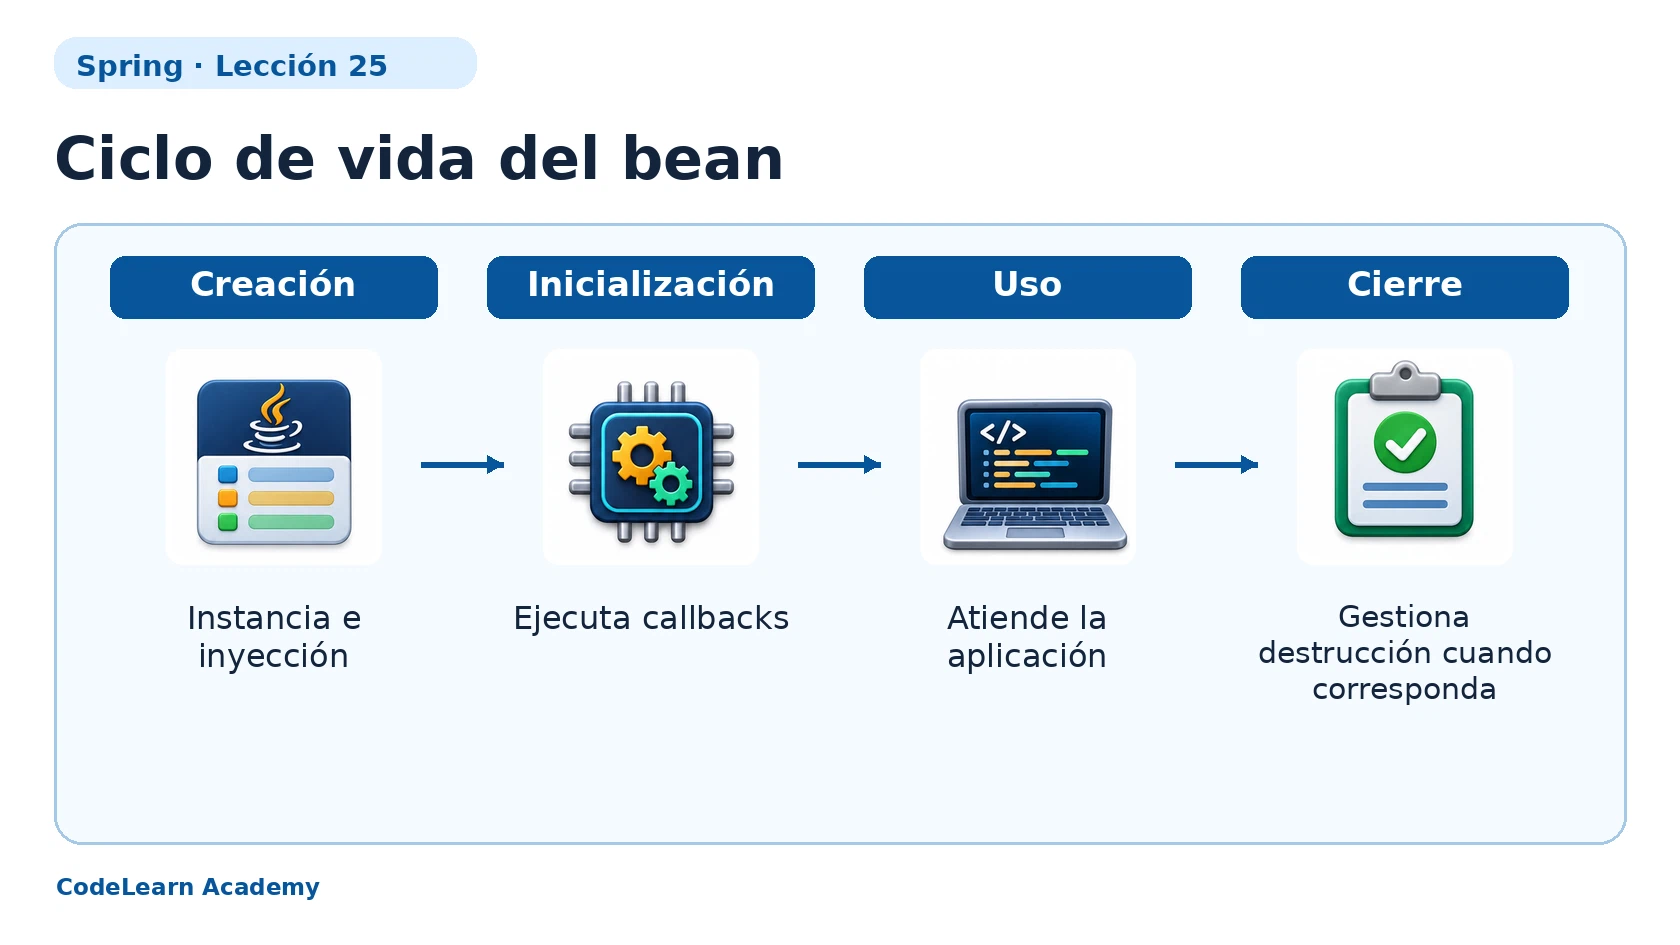 Spring · Lección 25
Ciclo de vida del bean
Creación
Inicialización
Uso
Cierre
</>
Instancia e
inyección
Ejecuta callbacks
Atiende la
aplicación
Gestiona
destrucción cuando
corresponda
CodeLearn Academy